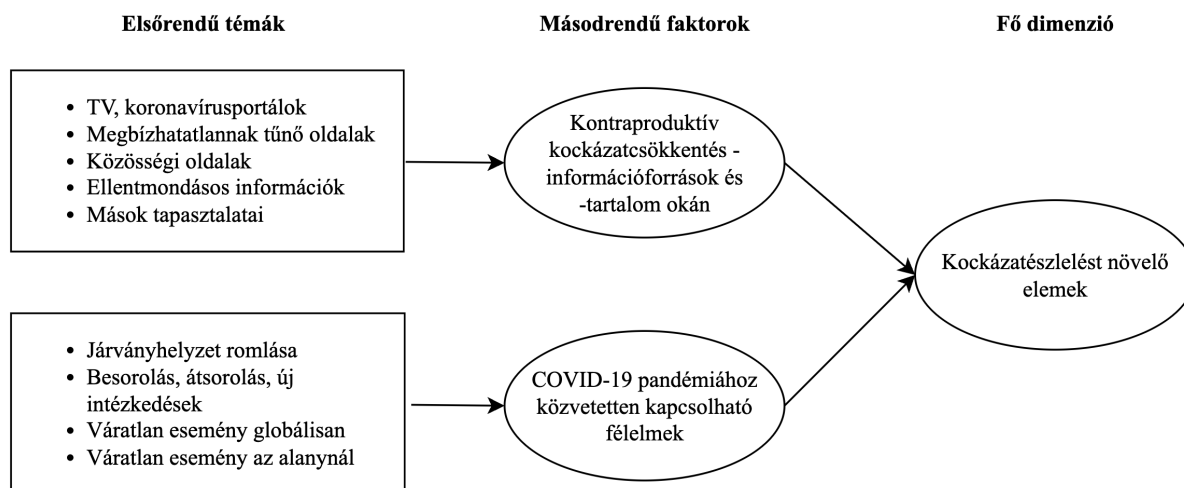 Elsőrendű témák
Másodrendű faktorok
Fő dimenzió
• TV, koronavírusportálok
• Megbízhatatlannak tűnő oldalak
• Közösségi oldalak
• Ellentmondásos információk
• Mások tapasztalatai
Kontraproduktív
kockázatcsökkentés -
információforrások és
-tartalom okán
Kockázatészlelést növelő
elemek
• Járványhelyzet romlása
• Besorolás, átsorolás, új
intézkedések
• Váratlan esemény globálisan
• Váratlan esemény az alanynál
COVID-19 pandémiához
közvetetten kapcsolható
félelmek